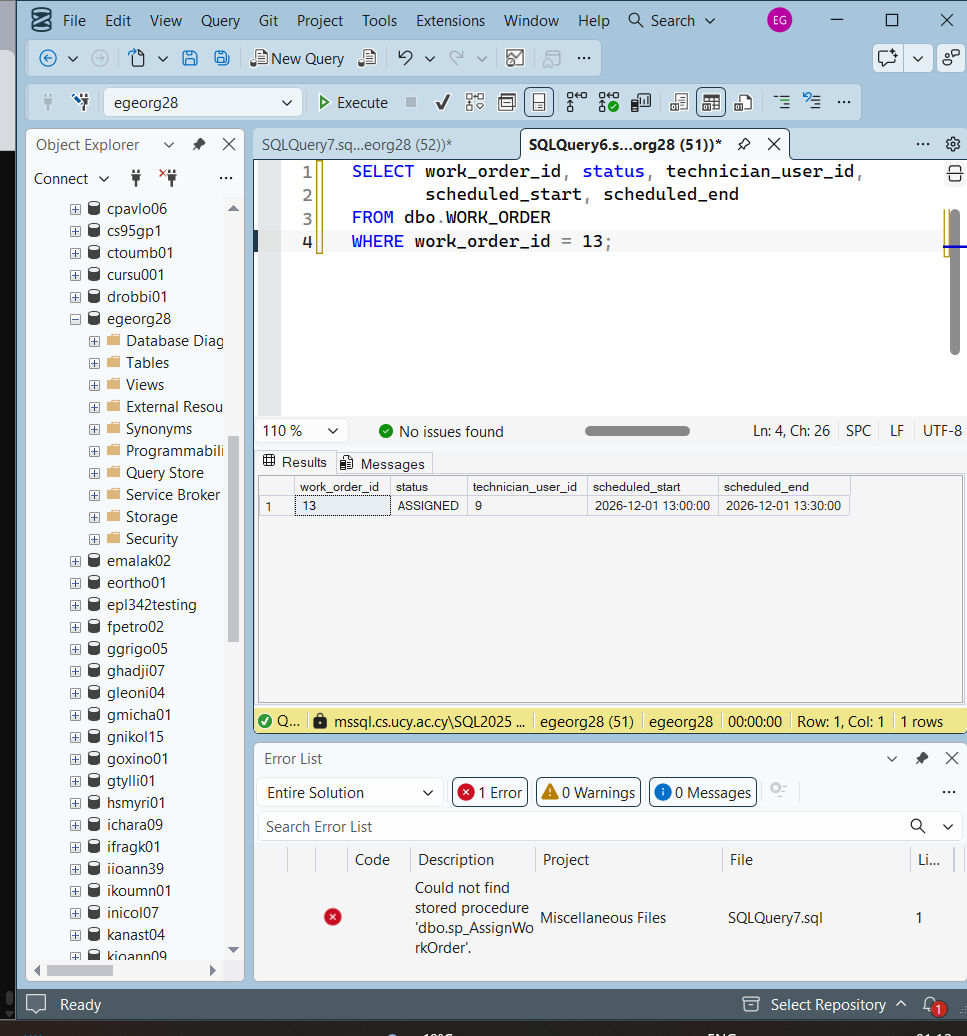 File Edit View Query Git Project Tools Extensions Window Help Search EG
New Query
egeorg28 Execute
Object Explorer
Connect
cpavlo06
cs95gp1
ctoumb01
cursu001
drobbi01
egeorg28
Database Diag
Tables
Views
External Resou
Synonyms
Programmabili
Query Store
Service Broker
Storage
Security
emalak02
eortho01
epl342testing
fpetro02
ggrigo05
ghadji07
gleoni04
gmicha01
gnikol15
goxino01
gtylli01
hsmyri01
ichara09
ifragk01
iioann39
ikoumn01
inicol07
kanast04
kioann09
SQLQuery7.sq...eorg28 (52))* SQLQuery6.s...org28 (51))*
1 SELECT work_order_id, status, technician_user_id,
2 scheduled_start, scheduled_end
3 FROM dbo.WORK_ORDER
4 WHERE work_order_id = 13;
110 % No issues found Ln: 4, Ch: 26 SPC LF UTF-8
Results Messages
work_order_id status technician_user_id scheduled_start scheduled_end
1 13 ASSIGNED 9 2026-12-01 13:00:00 2026-12-01 13:30:00
Q... mssql.cs.ucy.ac.cy\SQL2025 ... egeorg28 (51) egeorg28 00:00:00 Row: 1, Col: 1 1 rows
Error List
Entire Solution 1 Error 0 Warnings 0 Messages
Search Error List
Code Description Project File Li...
Could not find
stored procedure
'dbo.sp_AssignWo
rkOrder'.
Miscellaneous Files SQLQuery7.sql 1
Ready Select Repository 1